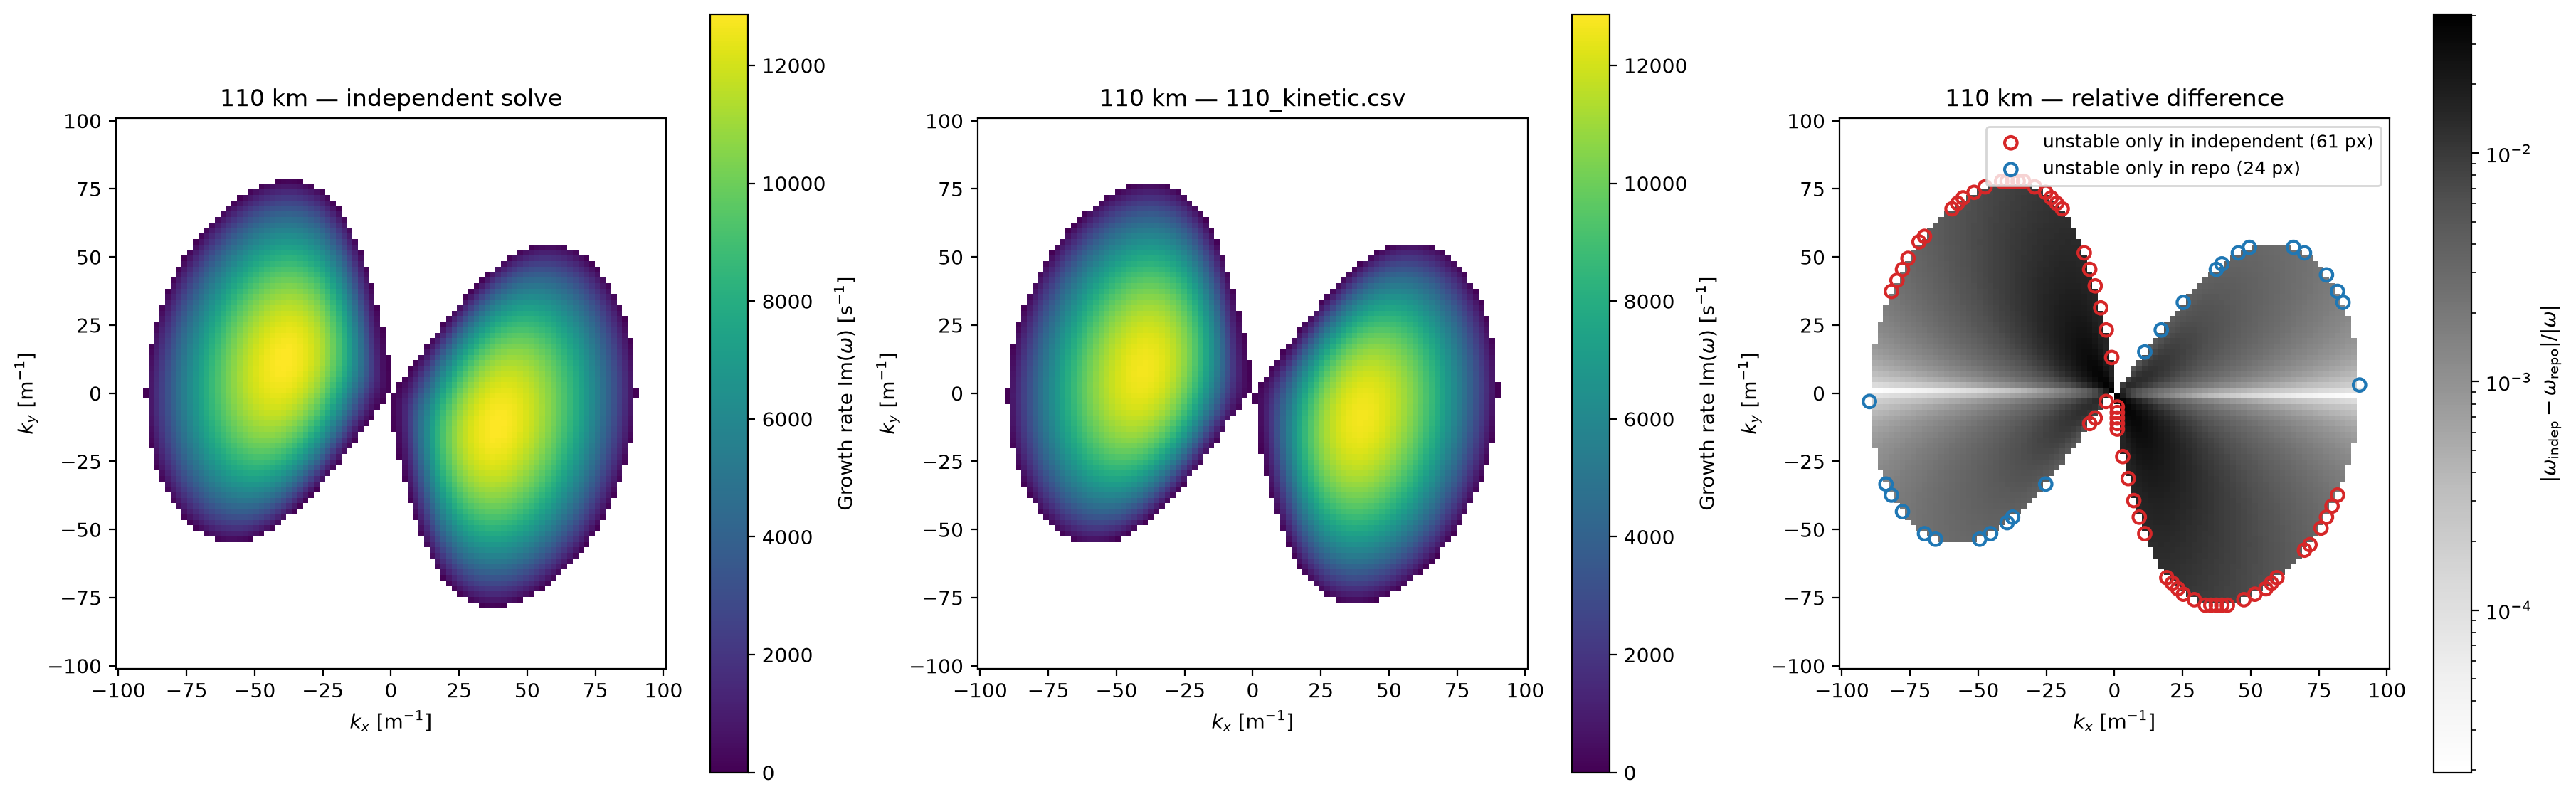 110 km — independent solve
100
75
50
25
0
−25
−50
−75
−100
k_y [m⁻¹]
−100 −75 −50 −25 0 25 50 75 100
k_x [m⁻¹]
12000
10000
8000
6000
4000
2000
0
Growth rate Im(ω) [s⁻¹]
110 km — 110_kinetic.csv
100
75
50
25
0
−25
−50
−75
−100
k_y [m⁻¹]
−100 −75 −50 −25 0 25 50 75 100
k_x [m⁻¹]
12000
10000
8000
6000
4000
2000
0
Growth rate Im(ω) [s⁻¹]
110 km — relative difference
unstable only in independent (61 px)
unstable only in repo (24 px)
100
75
50
25
0
−25
−50
−75
−100
k_y [m⁻¹]
−100 −75 −50 −25 0 25 50 75 100
k_x [m⁻¹]
10⁻²
10⁻³
10⁻⁴
|ω_indep − ω_repo|/|ω|